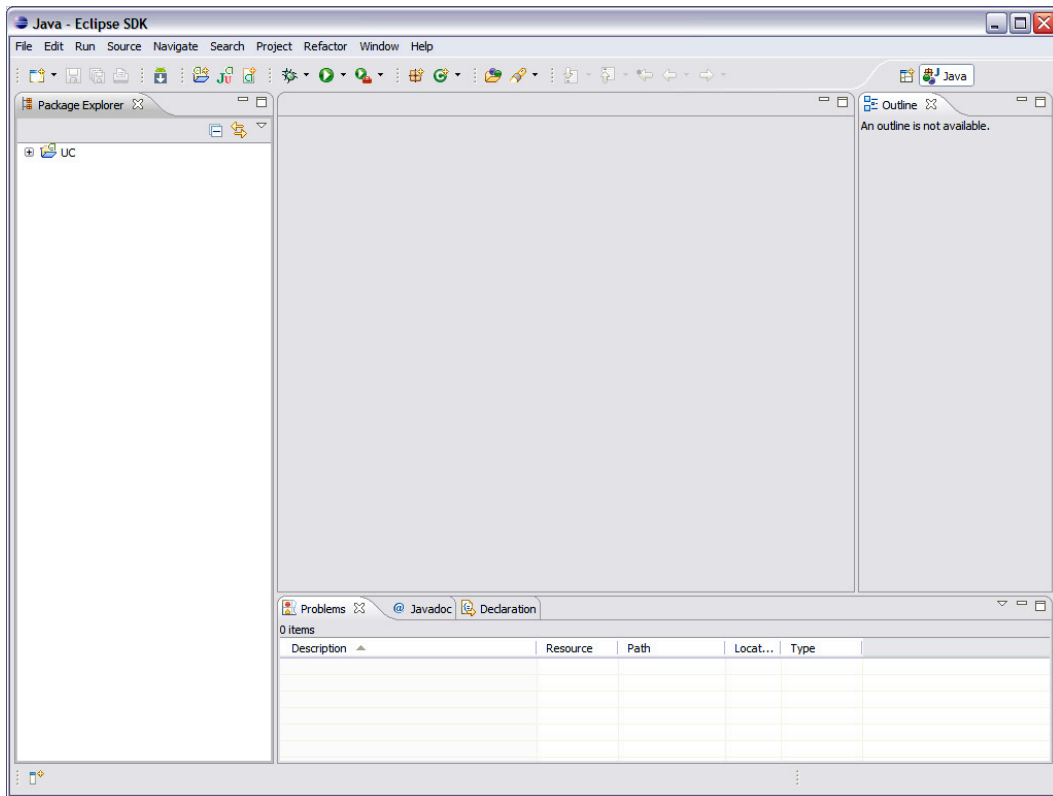 Java - Eclipse SDK
File Edit Run Source Navigate Search Project Refactor Window Help
Java
Package Explorer
Outline
An outline is not available.
UC
Problems @ Javadoc Declaration
0 items
Description Resource Path Locat... Type